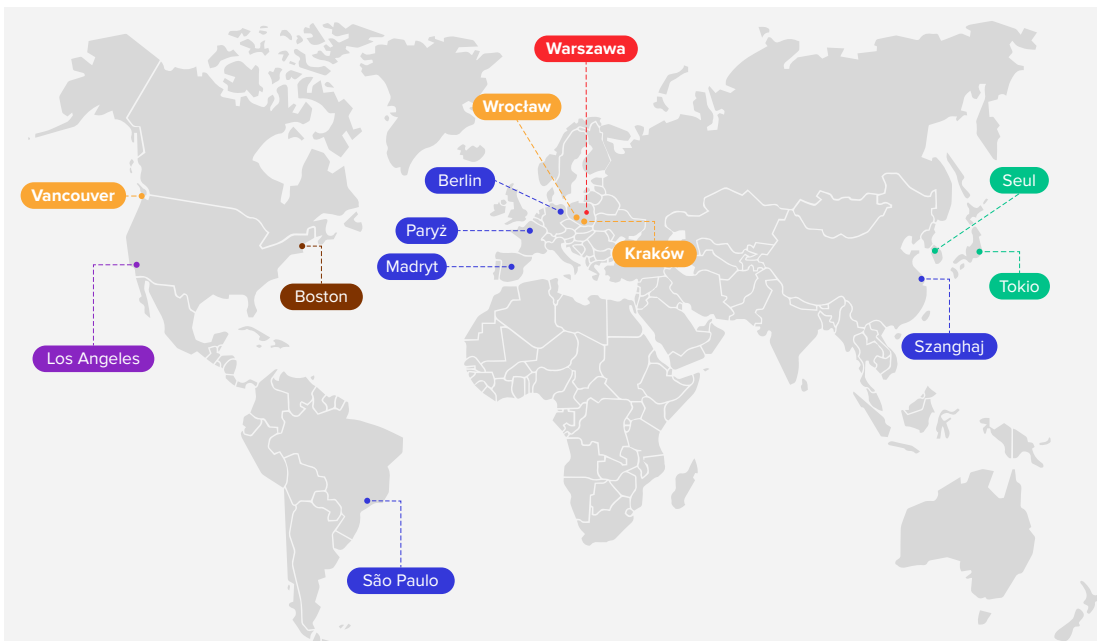 Warszawa
Wrocław
Berlin
Seul
Vancouver
Paryż
Kraków
Madryt
Tokio
Boston
Szanghaj
Los Angeles
São Paulo